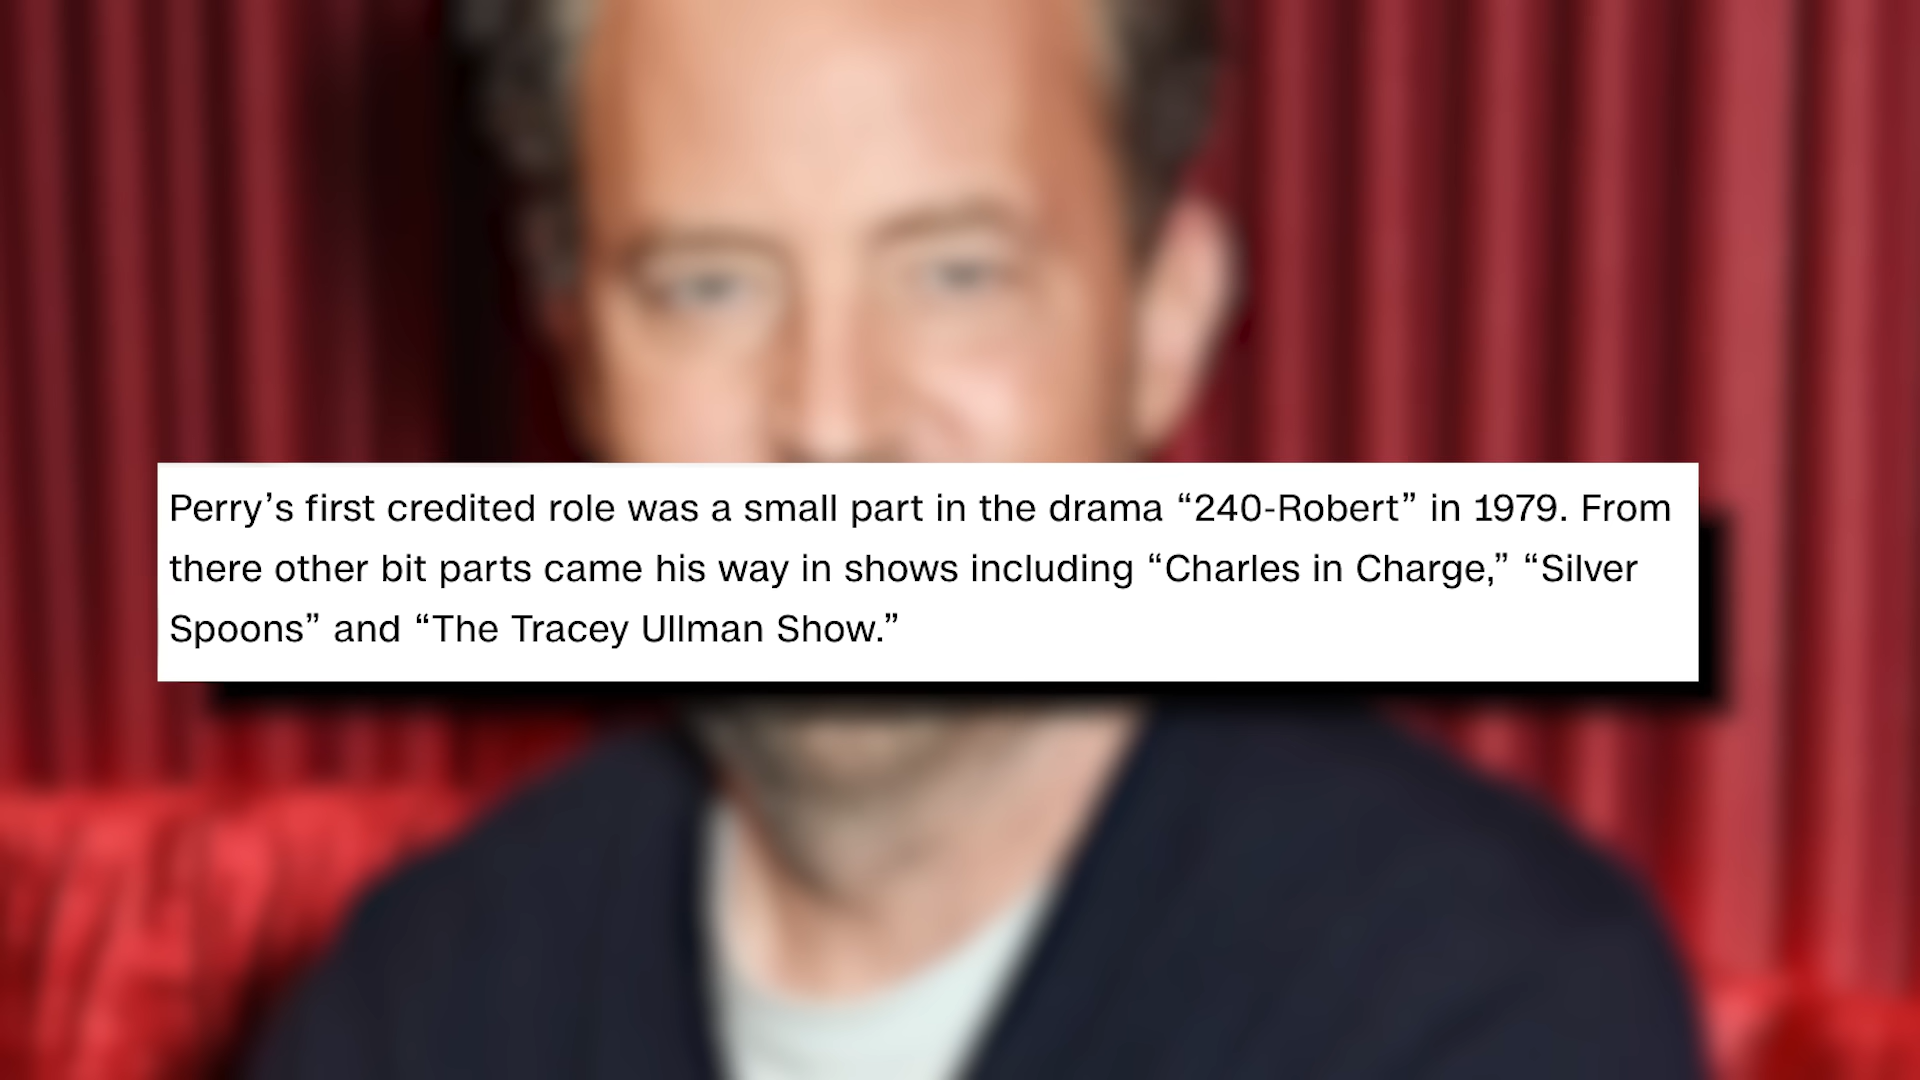 Perry’s first credited role was a small part in the drama “240-Robert” in 1979. From
there other bit parts came his way in shows including “Charles in Charge,” “Silver
Spoons” and “The Tracey Ullman Show.”